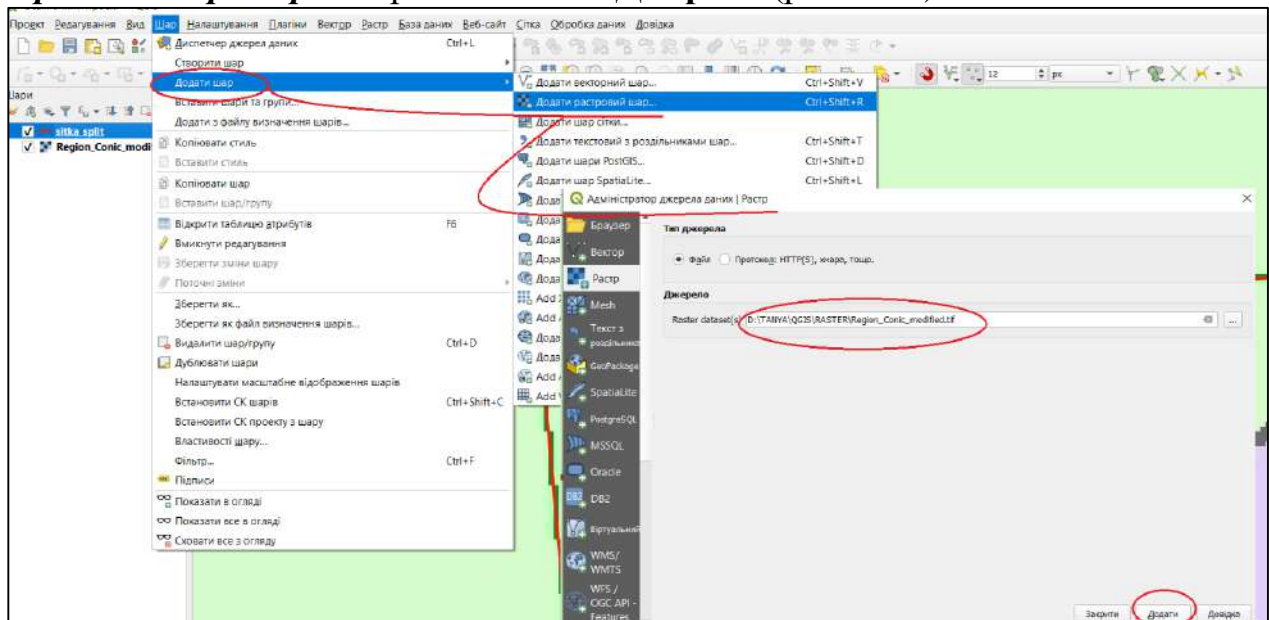 Проект Редагування Вид Шар Налаштування Плагіни Вектор Растр База даних Веб-сайт Сітка Обробка даних Довідка
Диспетчер джерел даних Ctrl+L
Створити шар
Додати шар
Вставити шари та групи...
Додати з файлу визначення шарів...
Копіювати стиль
Вставити стиль
Копіювати шар
Вставити шар/групу
Відкрити таблицю атрибутів F6
Вмикнути редагування
Зберегти зміни шару
Поточні зміни
Зберегти як...
Зберегти як файл визначення шарів...
Видалити шар/групу Ctrl+D
Дублювати шари
Налаштувати масштабне відображення шарів
Встановити СК шарів Ctrl+Shift+C
Встановити СК проекту з шару
Властивості шару...
Фільтр... Ctrl+F
Підписи
Показати в огляді
Показати все в огляді
Сховати все з огляду
Шари
sitka_split
Region_Conic_modi
Додати векторний шар... Ctrl+Shift+V
Додати растровий шар... Ctrl+Shift+R
Додати шар сітки...
Додати текстовий з роздільниками шар... Ctrl+Shift+T
Додати шари PostGIS... Ctrl+Shift+D
Додати шар SpatiaLite... Ctrl+Shift+L
12 px
Адміністратор джерела даних | Растр
Браузер
Вектор
Растр
Mesh
Текст з
GeoPackage
SpatiaLite
PostgreSQL
MSSQL
Oracle
DB2
Віртуальний
WMS/
WMTS
WFS /
OGC API -
Features
Тип джерела
Файл Протокол: HTTP(S), хмара, тощо.
Джерело
Raster dataset(s) D:\TANYA\QGIS\RASTER\Region_Conic_modified.tif
Закрити Додати Довідка